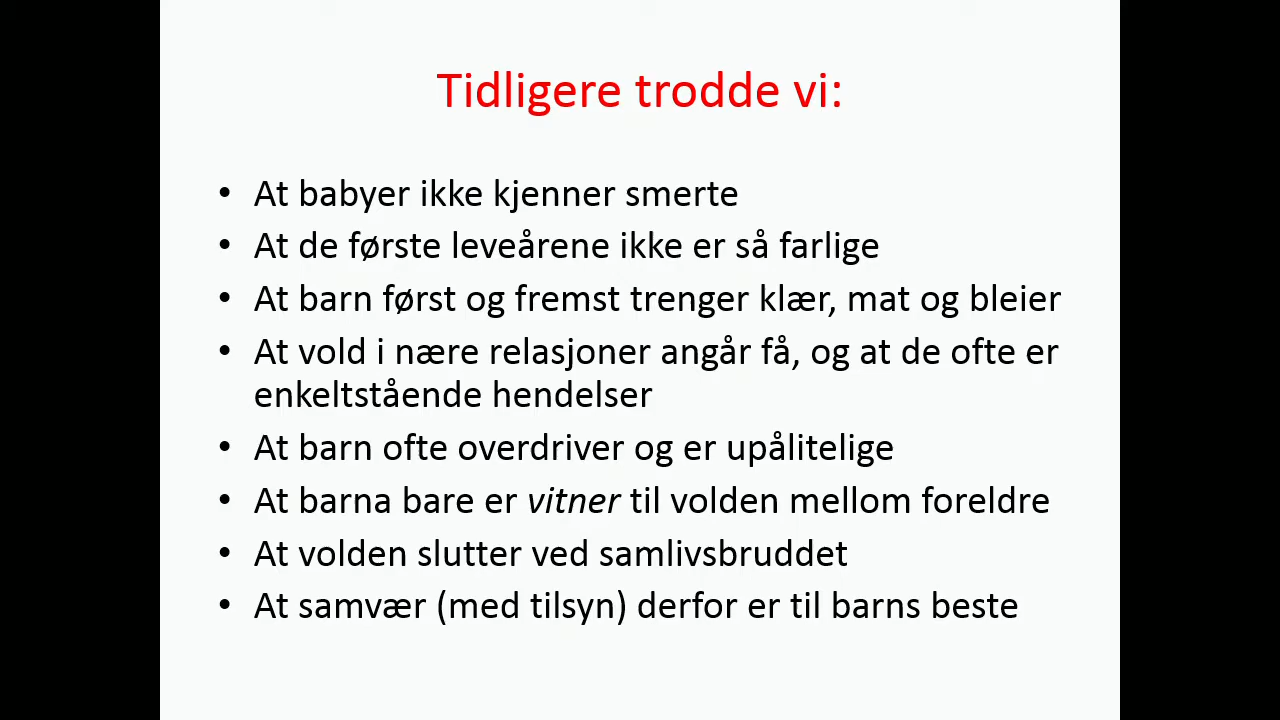 Tidligere trodde vi:
• At babyer ikke kjenner smerte
• At de første leveårene ikke er så farlige
• At barn først og fremst trenger klær, mat og bleier
• At vold i nære relasjoner angår få, og at de ofte er
enkeltstående hendelser
• At barn ofte overdriver og er upålitelige
• At barna bare er vitner til volden mellom foreldre
• At volden slutter ved samlivsbruddet
• At samvær (med tilsyn) derfor er til barns beste